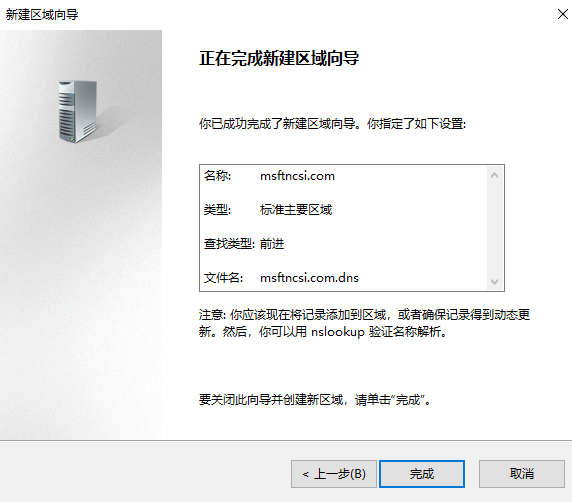 新建区域向导
正在完成新建区域向导
你已成功完成了新建区域向导。你指定了如下设置:
名称: msftncsi.com
类型: 标准主要区域
查找类型: 前进
文件名: msftncsi.com.dns
注意: 你应该现在将记录添加到区域，或者确保记录得到动态更
新。然后，你可以用 nslookup 验证名称解析。
要关闭此向导并创建新区域，请单击“完成”。
< 上一步(B) 完成 取消